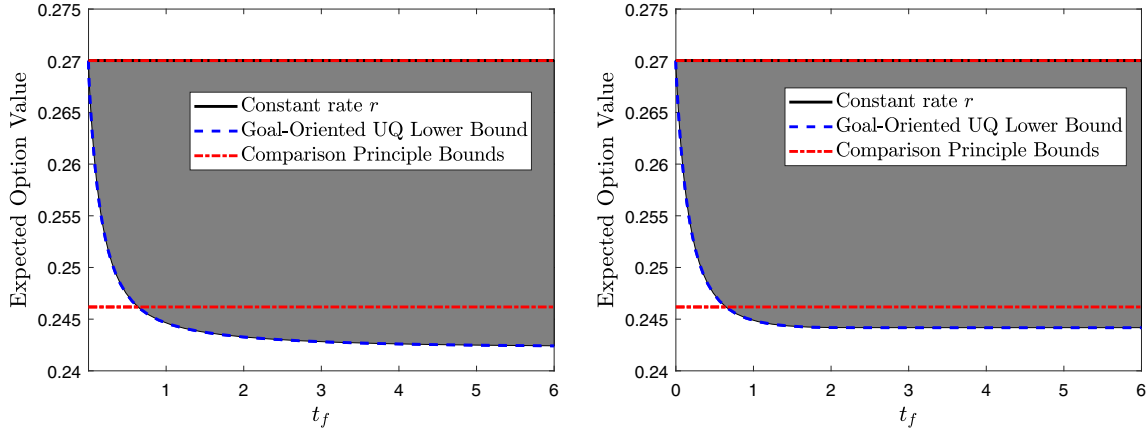 0.275
0.27
0.265
0.26
0.255
0.25
0.245
0.24
Expected Option Value
Constant rate r
Goal-Oriented UQ Lower Bound
Comparison Principle Bounds
1 2 3 4 5 6
t_f
0.275
0.27
0.265
0.26
0.255
0.25
0.245
0.24
Expected Option Value
Constant rate r
Goal-Oriented UQ Lower Bound
Comparison Principle Bounds
0 1 2 3 4 5 6
t_f